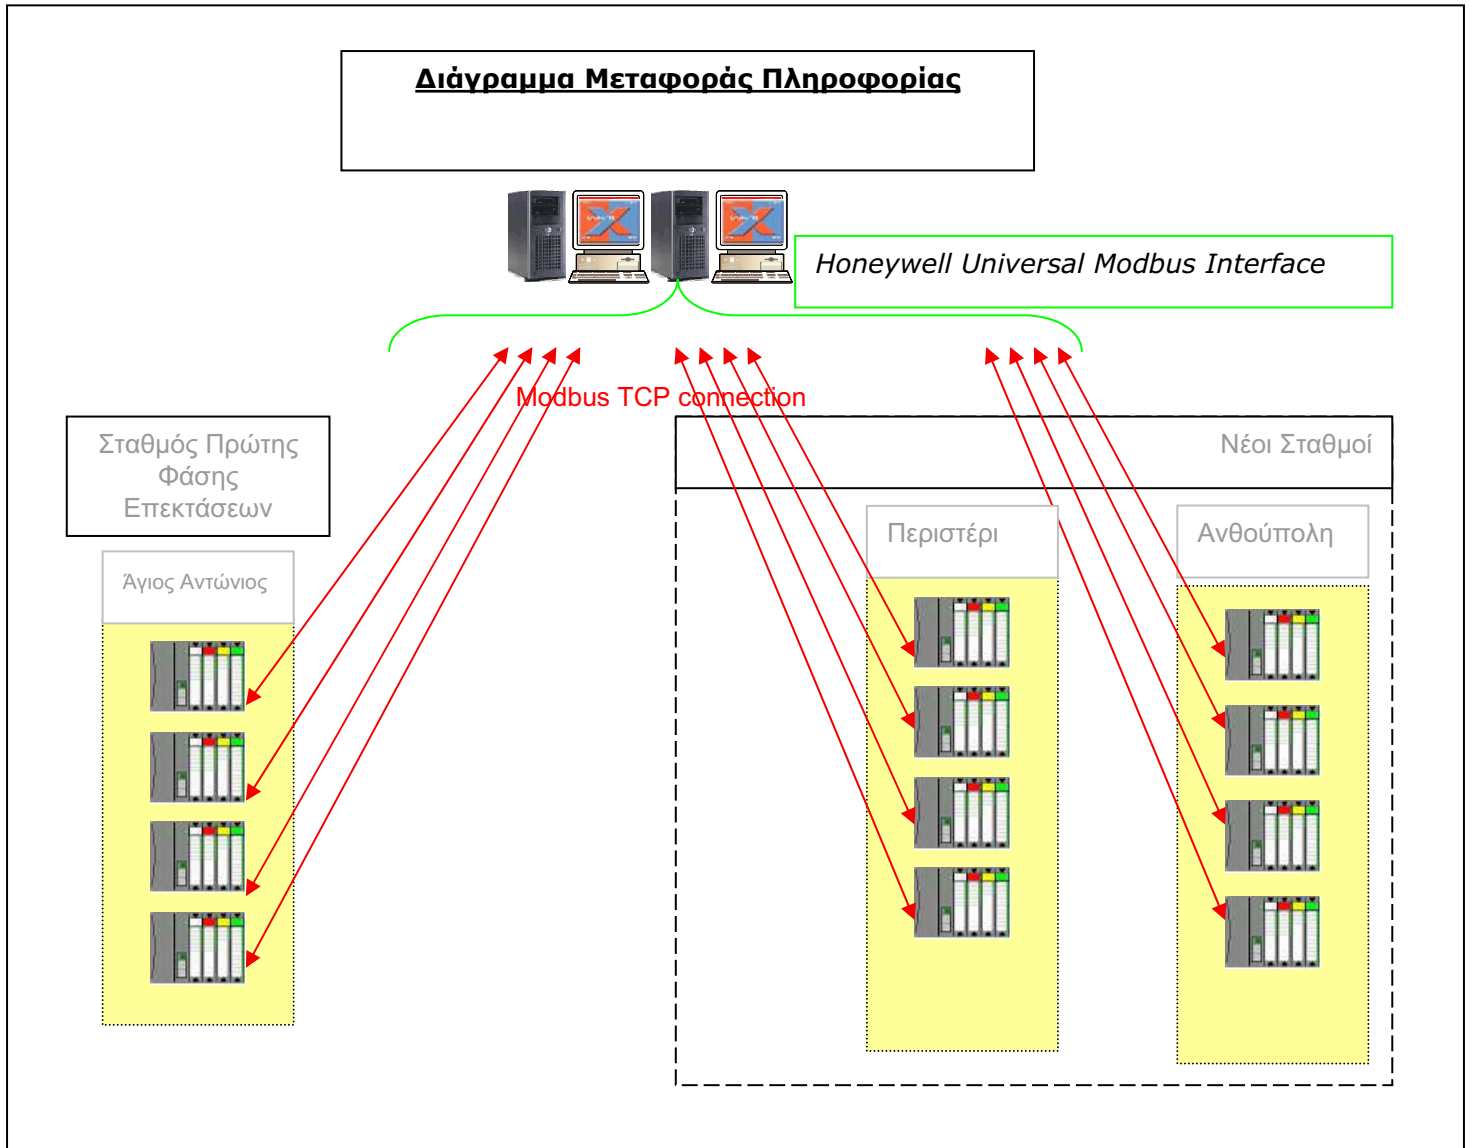 Διάγραμμα Μεταφοράς Πληροφορίας
Honeywell Universal Modbus Interface
Modbus TCP connection
Σταθμός Πρώτης
Φάσης
Επεκτάσεων
Νέοι Σταθμοί
Άγιος Αντώνιος
Περιστέρι
Ανθούπολη